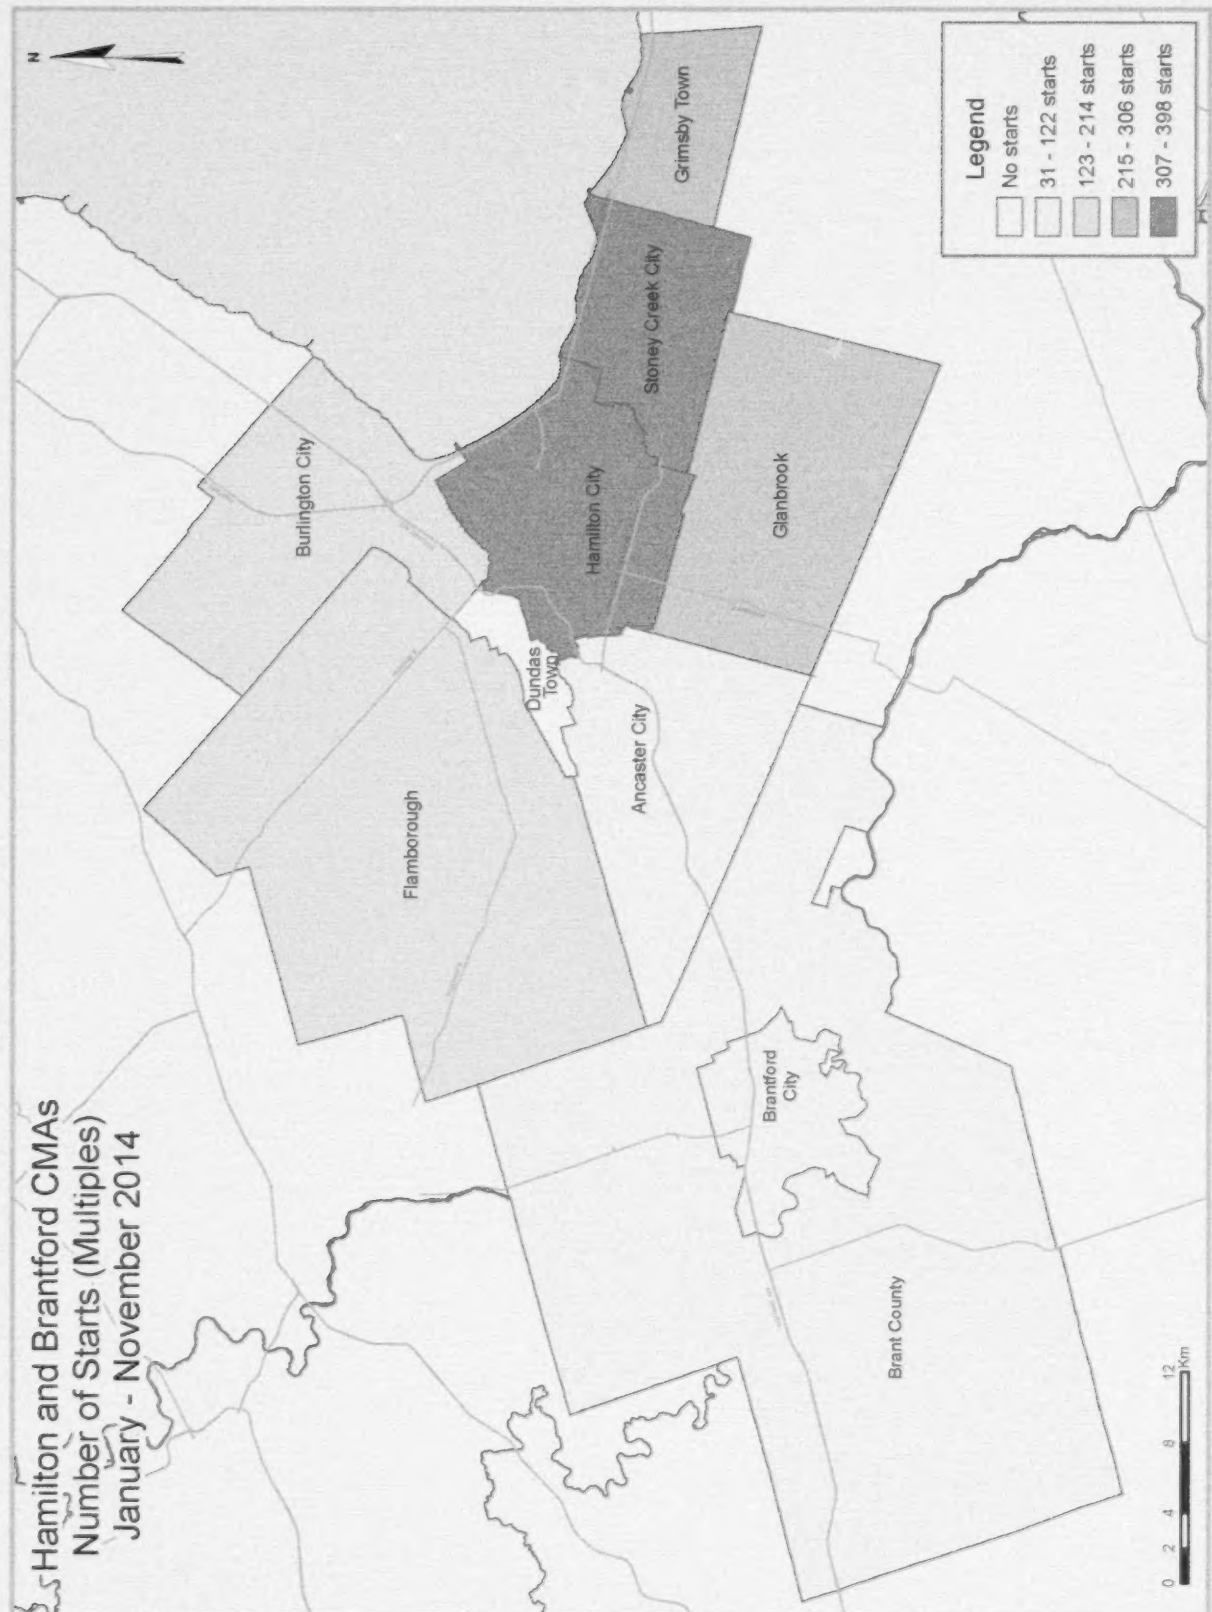 Hamilton and Brantford CMAs
Number of Starts (Multiples)
January - November 2014
N
Burlington City
Flamborough
Dundas
Town
Hamilton City
Stoney Creek City
Grimsby Town
Ancaster City
Glanbrook
Brantford
City
Brant County
Legend
No starts
31 - 122 starts
123 - 214 starts
215 - 306 starts
307 - 398 starts
0 2 4 8 12
Km